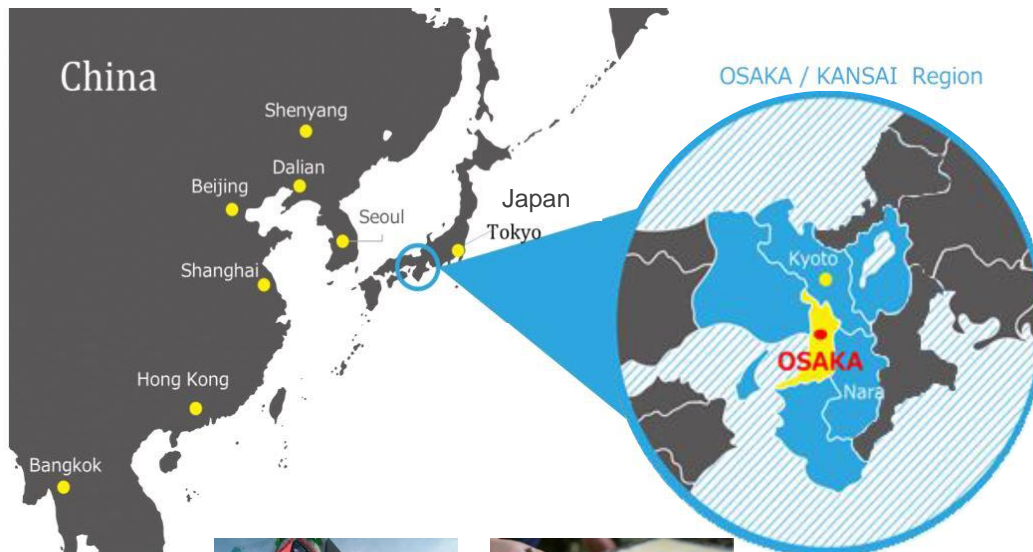 China
OSAKA / KANSAI Region
Shenyang
Dalian
Beijing
Seoul
Japan
Tokyo
Shanghai
Kyoto
OSAKA
Nara
Hong Kong
Bangkok